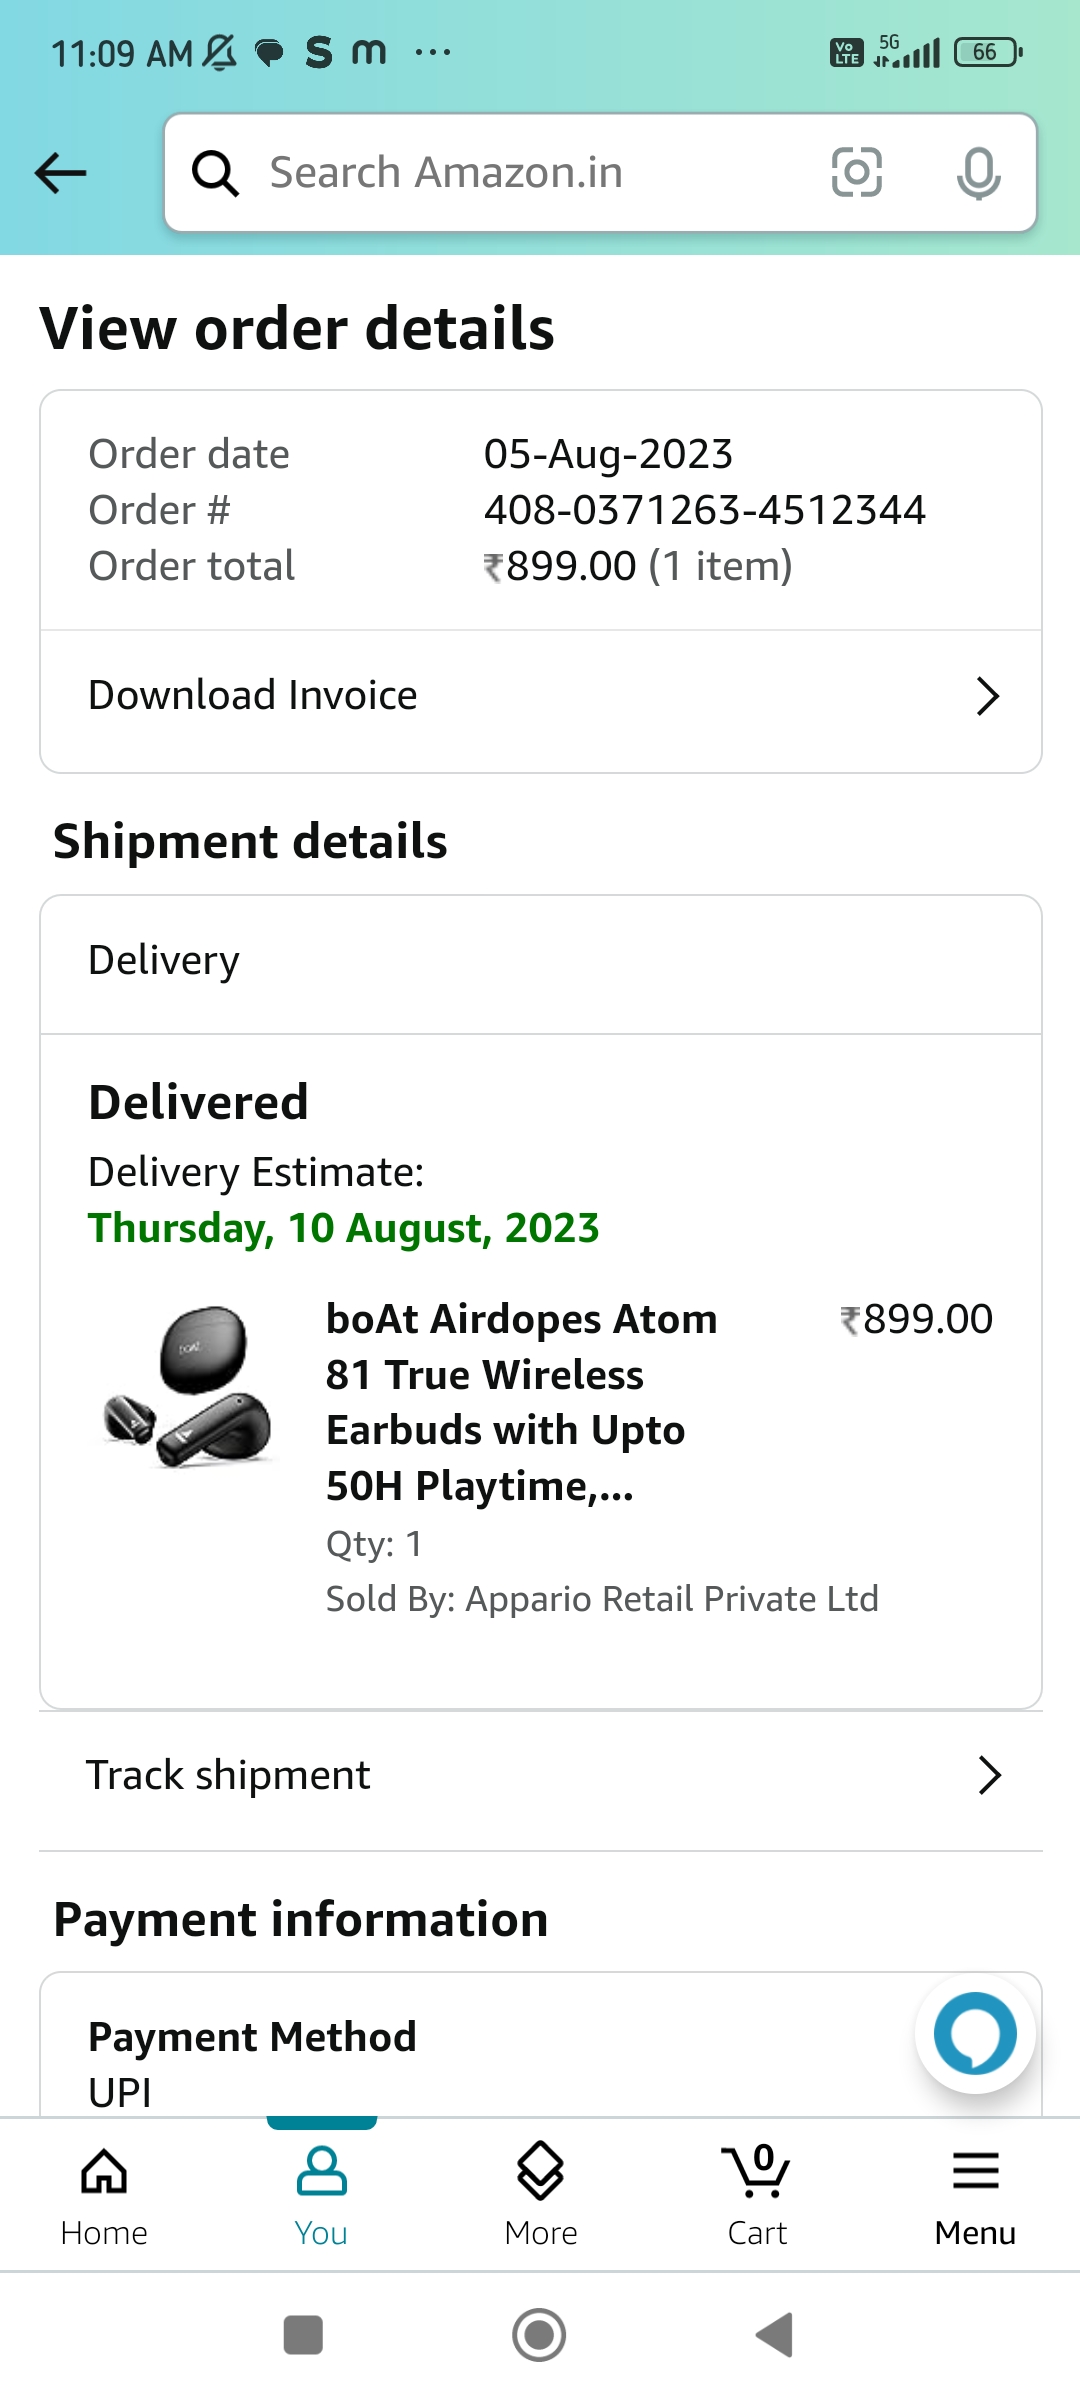 11:09 AM S m ...
Vo LTE 5G 66
Search Amazon.in
View order details
Order date 05-Aug-2023
Order # 408-0371263-4512344
Order total ₹899.00 (1 item)
Download Invoice
Shipment details
Delivery
Delivered
Delivery Estimate:
Thursday, 10 August, 2023
boAt Airdopes Atom ₹899.00
81 True Wireless
Earbuds with Upto
50H Playtime,...
Qty: 1
Sold By: Appario Retail Private Ltd
Track shipment
Payment information
Payment Method
UPI
0
Home You More Cart Menu